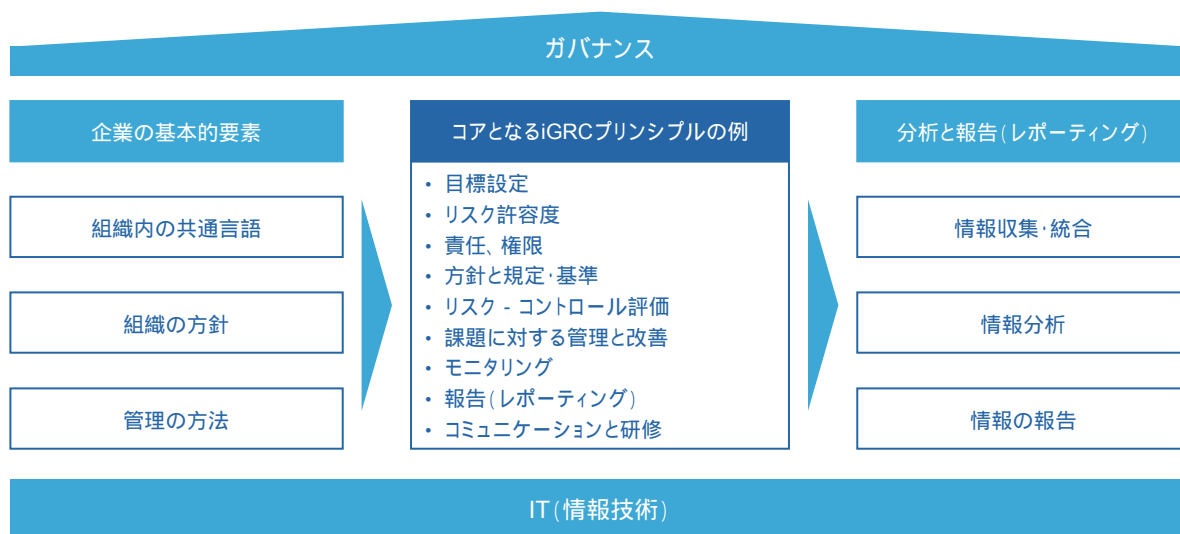 ガバナンス
企業の基本的要素
組織内の共通言語
組織の方針
管理の方法
コアとなるiGRCプリンシプルの例
・ 目標設定
・ リスク許容度
・ 責任、権限
・ 方針と規定・基準
・ リスク - コントロール評価
・ 課題に対する管理と改善
・ モニタリング
・ 報告(レポーティング)
・ コミュニケーションと研修
分析と報告(レポーティング)
情報収集・統合
情報分析
情報の報告
IT(情報技術)